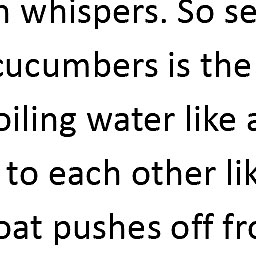 n whispers. So se
cucumbers is the
oiling water like a
to each other lik
oat pushes off fro